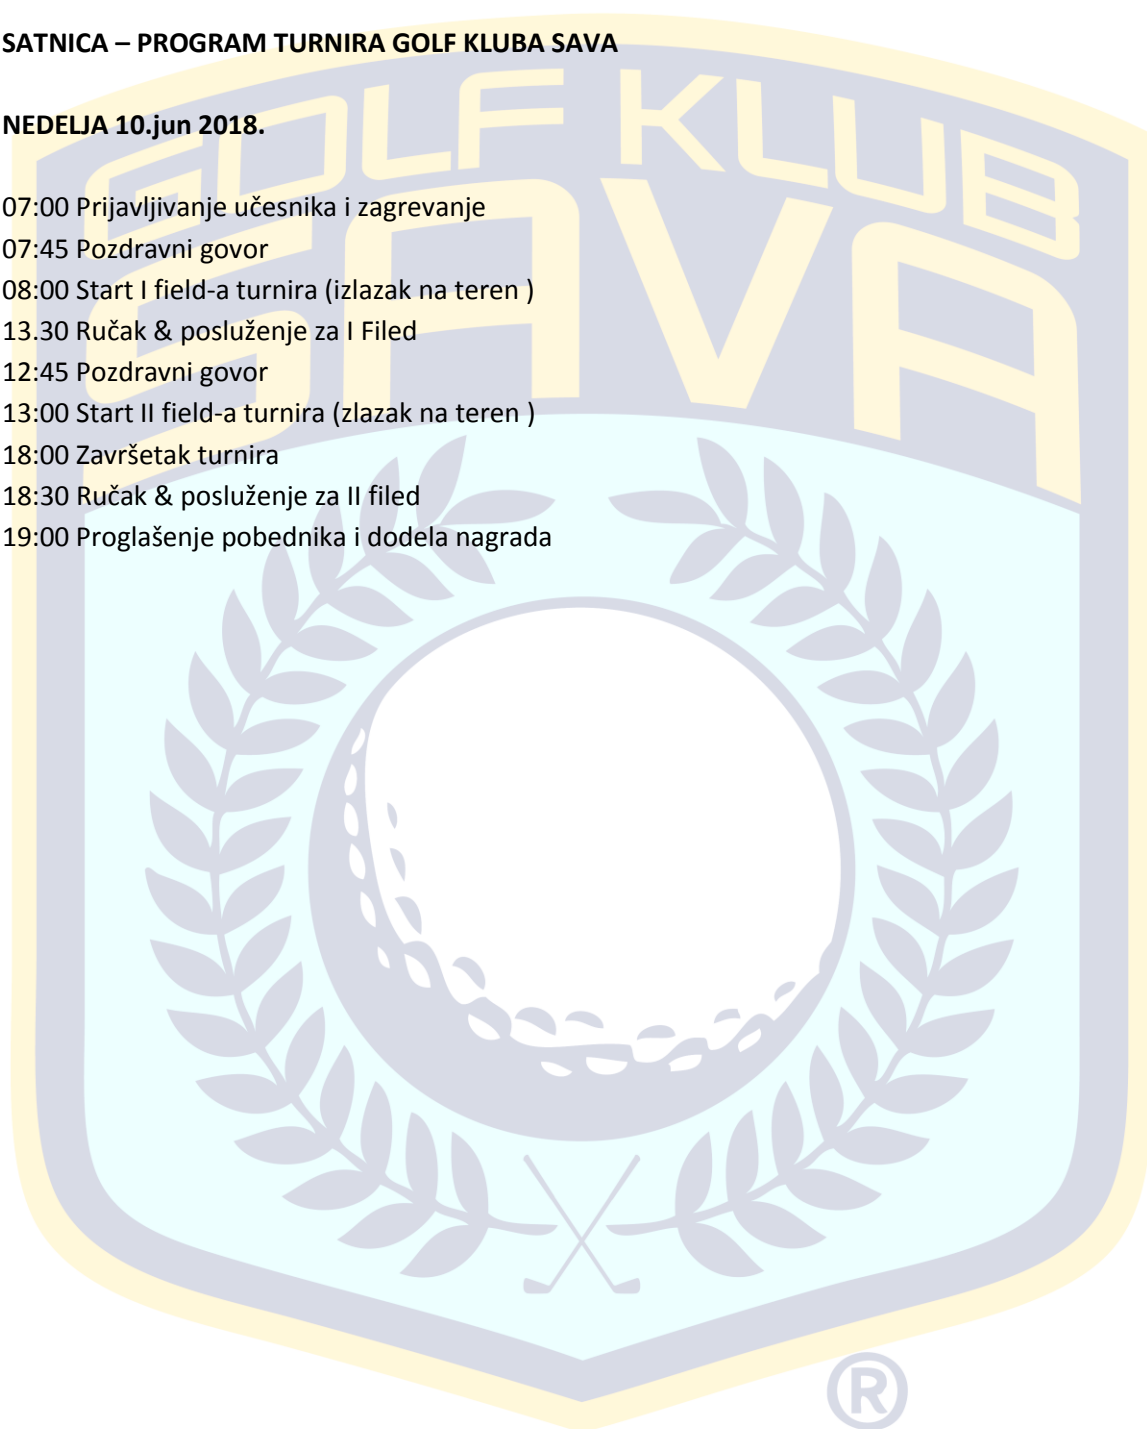 SATNICA – PROGRAM TURNIRA GOLF KLUBA SAVA
NEDELJA 10.jun 2018.
07:00 Prijavljivanje učesnika i zagrevanje
07:45 Pozdravni govor
08:00 Start I field-a turnira (izlazak na teren )
13.30 Ručak & posluženje za I Filed
12:45 Pozdravni govor
13:00 Start II field-a turnira (zlazak na teren )
18:00 Završetak turnira
18:30 Ručak & posluženje za II filed
19:00 Proglašenje pobednika i dodela nagrada
GOLF KLUB
SAVA
®